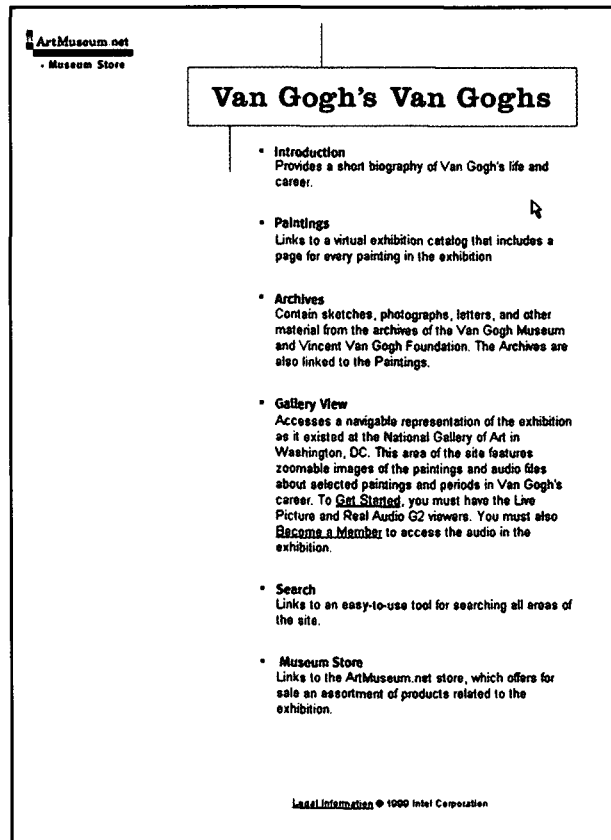 ArtMuseum.net
• Museum Store
Van Gogh's Van Goghs
• Introduction
Provides a short biography of Van Gogh's life and
career.
• Paintings
Links to a virtual exhibition catalog that includes a
page for every painting in the exhibition
• Archives
Contain sketches, photographs, letters, and other
material from the archives of the Van Gogh Museum
and Vincent Van Gogh Foundation. The Archives are
also linked to the Paintings.
• Gallery View
Accesses a navigable representation of the exhibition
as it existed at the National Gallery of Art in
Washington, DC. This area of the site features
zoomable images of the paintings and audio files
about selected paintings and periods in Van Gogh's
career. To Get Started, you must have the Live
Picture and Real Audio G2 viewers. You must also
Become a Member to access the audio in the
exhibition.
• Search
Links to an easy-to-use tool for searching all areas of
the site.
• Museum Store
Links to the ArtMuseum.net store, which offers for
sale an assortment of products related to the
exhibition.
Legal Information © 1999 Intel Corporation